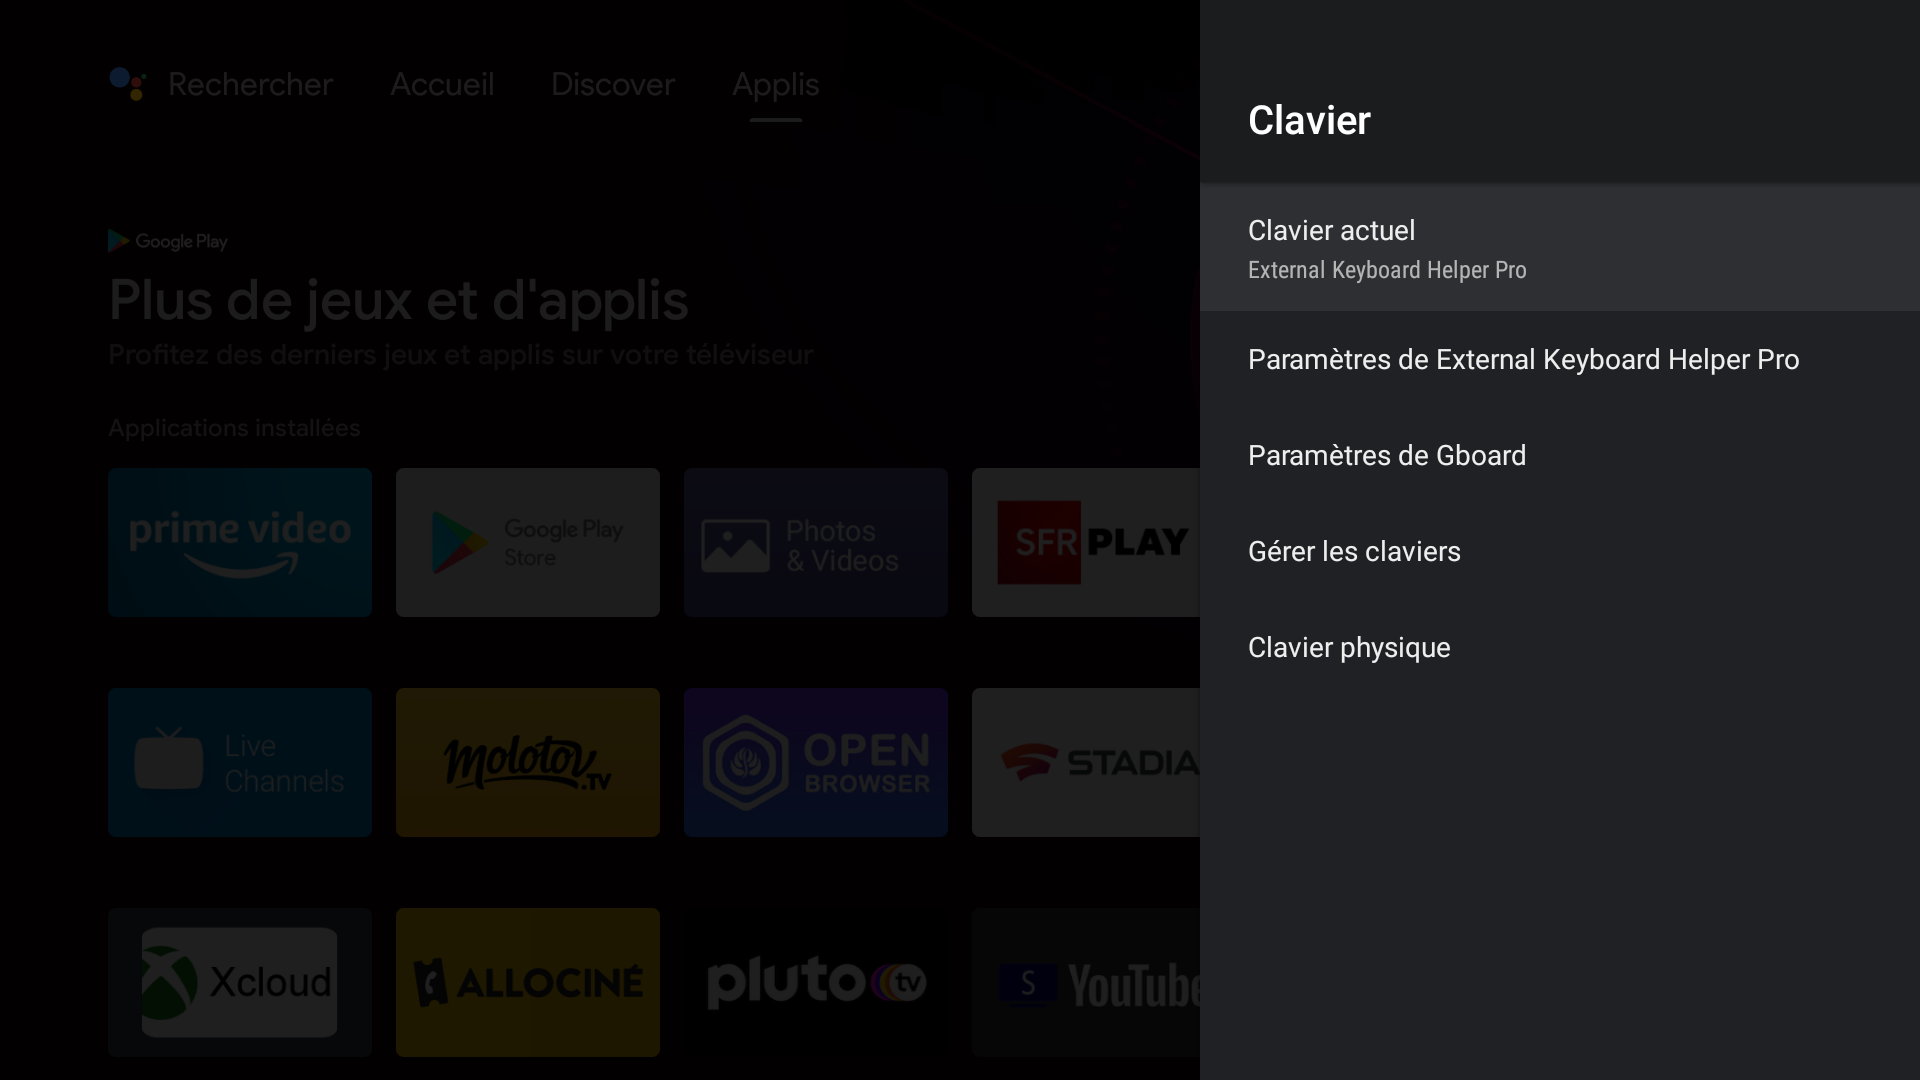 Rechercher Accueil Discover Applis
Google Play
Plus de jeux et d'applis
Profitez des derniers jeux et applis sur votre téléviseur
Applications installées
prime video
Google Play
Store
Photos
& Videos
SFR PLAY
Live
Channels
molotov.TV
OPEN
BROWSER
STADIA
Xcloud
ALLOCINÉ
pluto tv
S YouTube
Clavier
Clavier actuel
External Keyboard Helper Pro
Paramètres de External Keyboard Helper Pro
Paramètres de Gboard
Gérer les claviers
Clavier physique